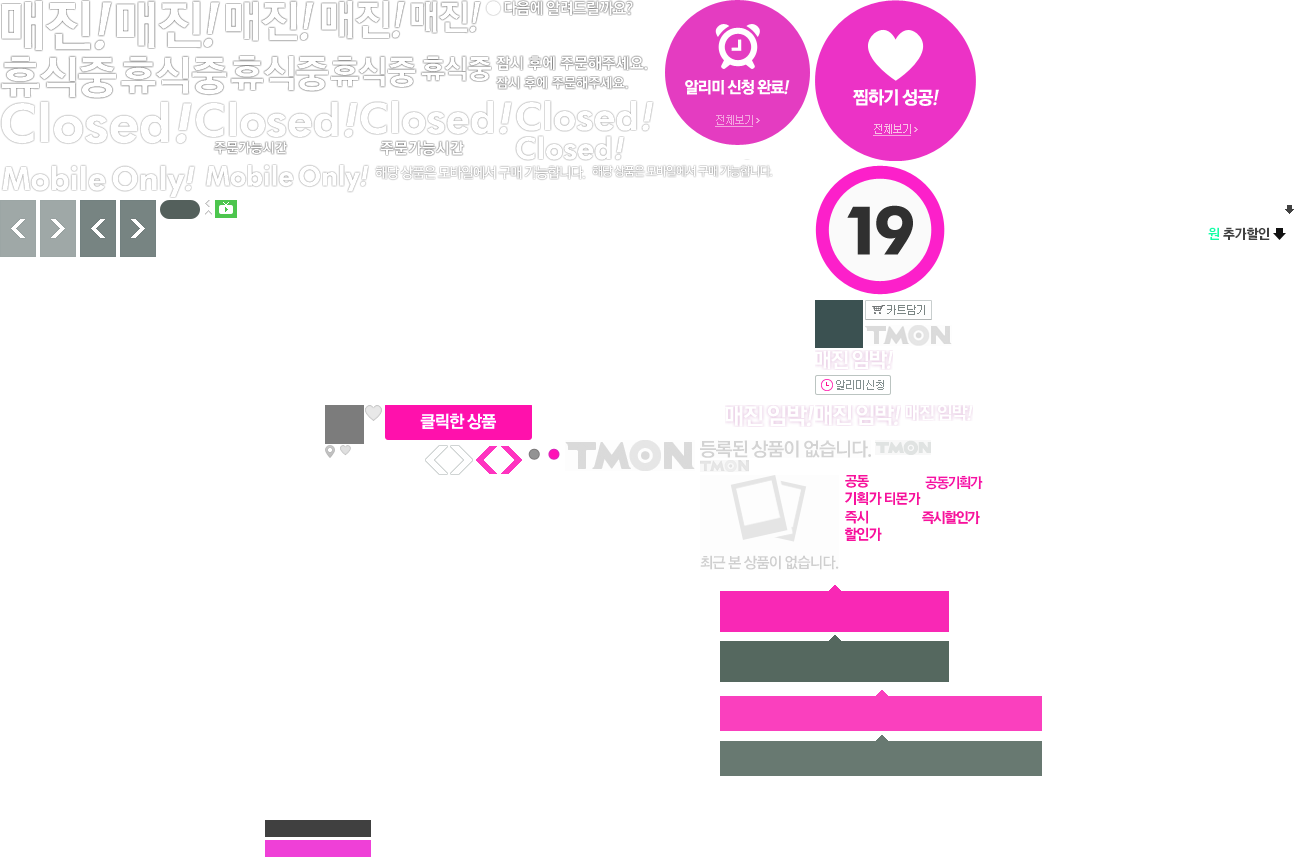 매진! 매진! 매진! 매진! 매진! 다음에 알려드릴까요?
휴식중 휴식중 휴식중 휴식중 휴식중 잠시 후에 주문해주세요.
잠시 후에 주문해주세요.
Closed! Closed! Closed! Closed!
주문가능시간 주문가능시간 Closed!
Mobile Only! Mobile Only! 해당 상품은 모바일에서 구매 가능합니다. 해당 상품은 모바일에서 구매 가능합니다.
알리미 신청 완료!
전체보기
찜하기 성공!
전체보기
19
원 추가할인
카트담기
TMON
매진 임박!
알리미신청
클릭한 상품
매진 임박! 매진 임박! 매진 임박!
TMON
등록된 상품이 없습니다. TMON
TMON
공동 공동기획가
기획가 티몬가
즉시 즉시할인가
할인가
최근 본 상품이 없습니다.